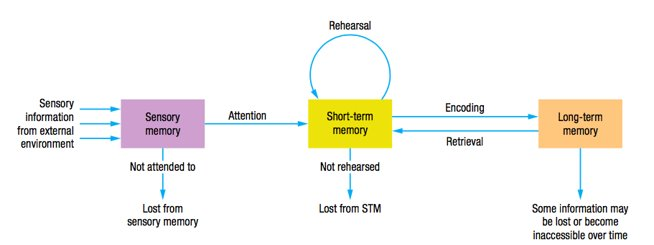 Rehearsal
Sensory
information
from external
environment
Sensory
memory
Attention
Short-term
memory
Encoding
Retrieval
Long-term
memory
Not attended to
Lost from
sensory memory
Not rehearsed
Lost from STM
Some information may
be lost or become
inaccessible over time